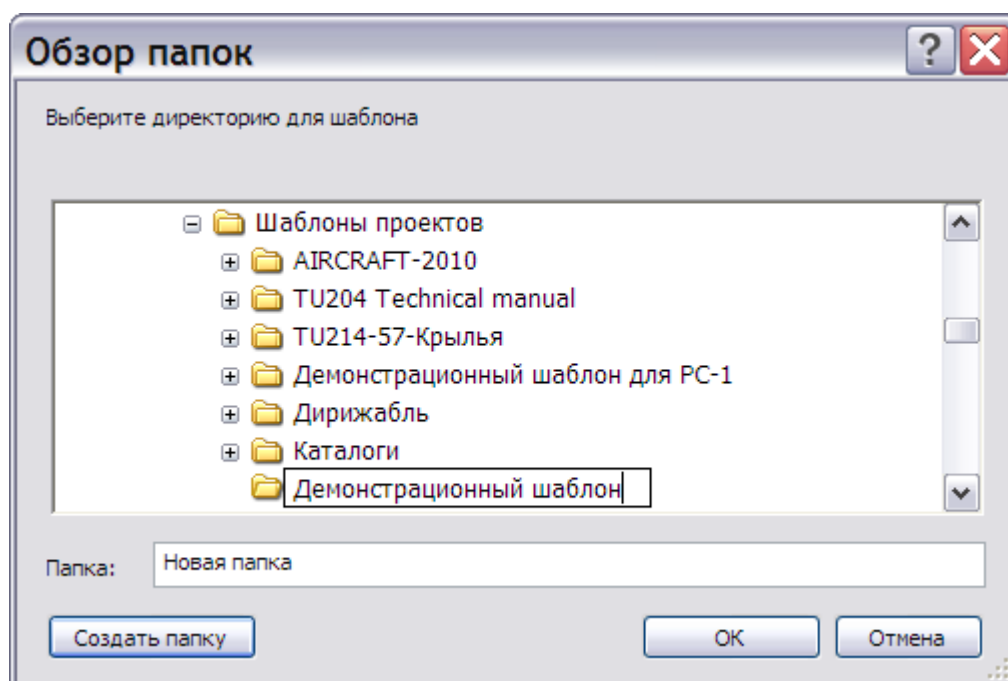 Обзор папок
Выберите директорию для шаблона
Шаблоны проектов
AIRCRAFT-2010
TU204 Technical manual
TU214-57-Крылья
Демонстрационный шаблон для РС-1
Дирижабль
Каталоги
Демонстрационный шаблон
Папка: Новая папка
Создать папку ОК Отмена